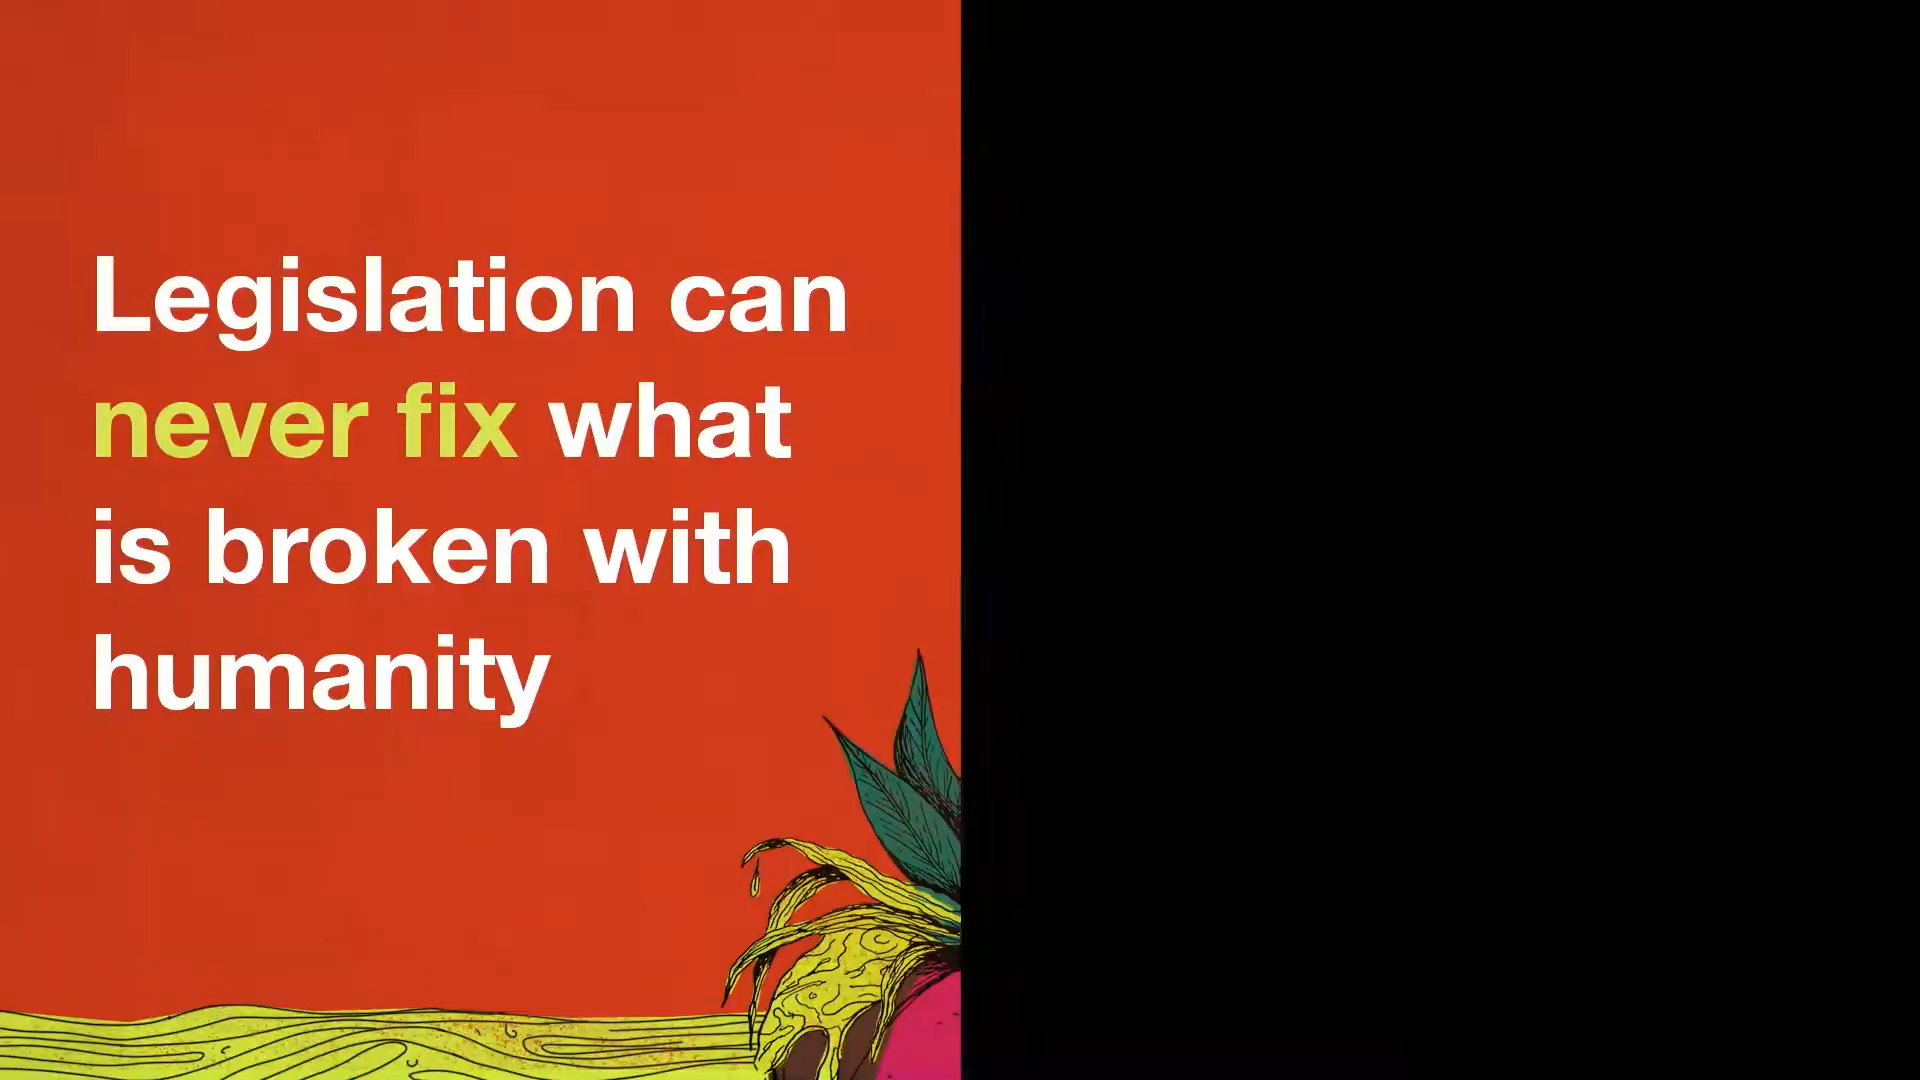 Legislation can
never fix what
is broken with
humanity